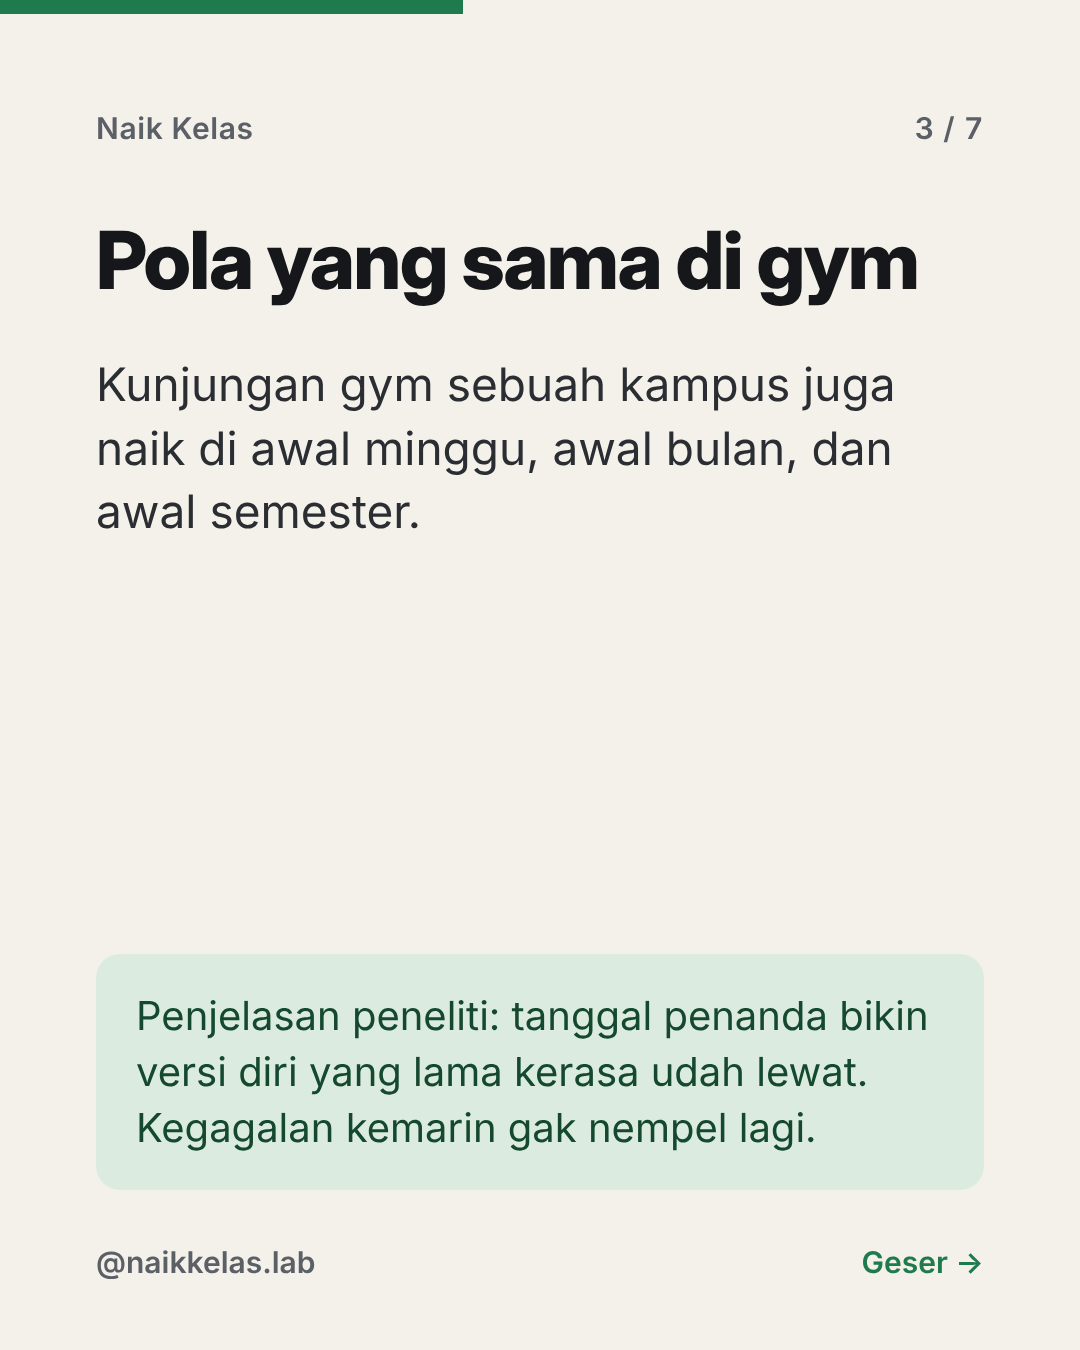 Naik Kelas
3 / 7
Pola yang sama di gym
Kunjungan gym sebuah kampus juga
naik di awal minggu, awal bulan, dan
awal semester.
Penjelasan peneliti: tanggal penanda bikin
versi diri yang lama kerasa udah lewat.
Kegagalan kemarin gak nempel lagi.
@naikkelas.lab
Geser →